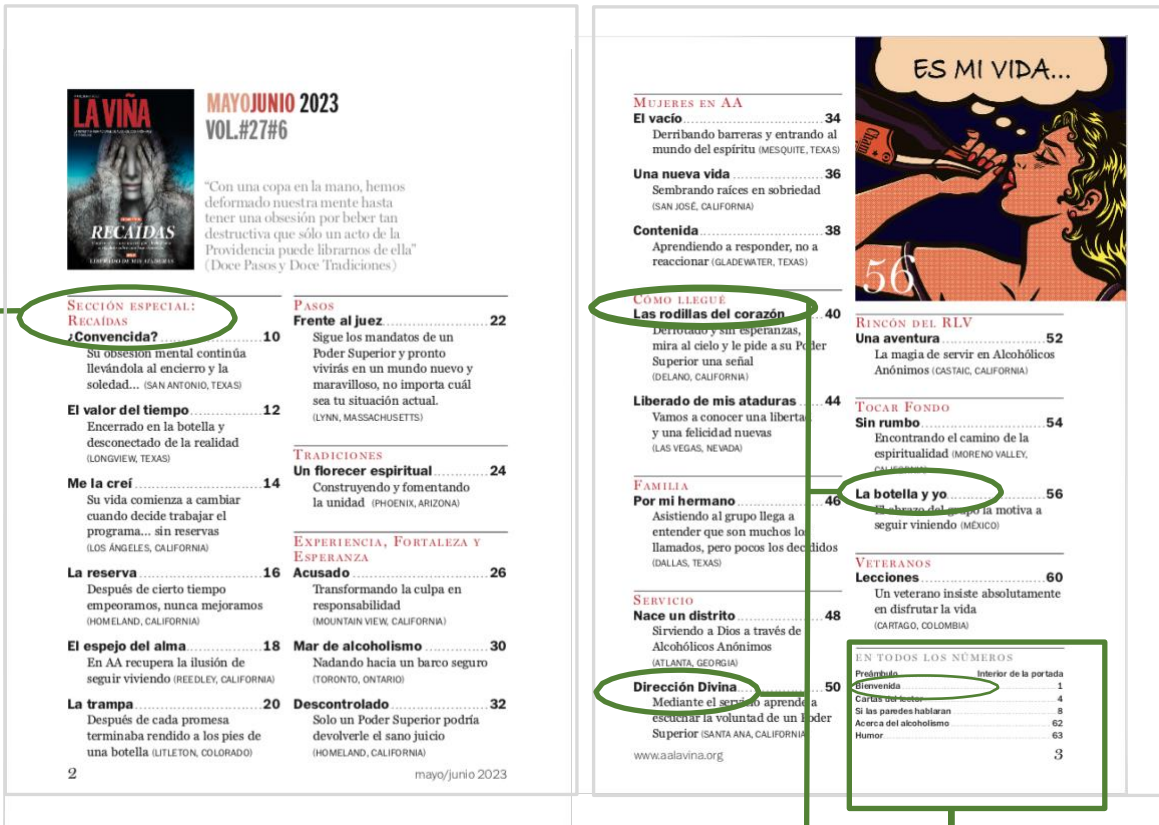 LA VIÑA
RECAÍDAS
LIBERADO DE MIS ATADURAS
MAYOJUNIO 2023
VOL.#27#6
“Con una copa en la mano, hemos
deformado nuestra mente hasta
tener una obsesión por beber tan
destructiva que sólo un acto de la
Providencia puede librarnos de ella”
(Doce Pasos y Doce Tradiciones)
Sección especial:
Recaídas
¿Convencida? 10
Su obsesión mental continúa
llevándola al encierro y la
soledad... (SAN ANTONIO, TEXAS)
El valor del tiempo 12
Encerrado en la botella y
desconectado de la realidad
(LONGVIEW, TEXAS)
Me la creí 14
Su vida comienza a cambiar
cuando decide trabajar el
programa... sin reservas
(LOS ÁNGELES, CALIFORNIA)
La reserva 16
Después de cierto tiempo
empeoramos, nunca mejoramos
(HOMELAND, CALIFORNIA)
El espejo del alma 18
En AA recupera la ilusión de
seguir viviendo (REEDLEY, CALIFORNIA)
La trampa 20
Después de cada promesa
terminaba rendido a los pies de
una botella (LITLETON, COLORADO)
Pasos
Frente al juez 22
Sigue los mandatos de un
Poder Superior y pronto
vivirás en un mundo nuevo y
maravilloso, no importa cuál
sea tu situación actual.
(LYNN, MASSACHUSETTS)
Tradiciones
Un florecer espiritual 24
Construyendo y fomentando
la unidad (PHOENIX, ARIZONA)
Experiencia, Fortaleza y
Esperanza
Acusado 26
Transformando la culpa en
responsabilidad
(MOUNTAIN VIEW, CALIFORNIA)
Mar de alcoholismo 30
Nadando hacia un barco seguro
(TORONTO, ONTARIO)
Descontrolado 32
Solo un Poder Superior podría
devolverle el sano juicio
(HOMELAND, CALIFORNIA)
2
mayo/junio 2023
Mujeres en AA
El vacío 34
Derribando barreras y entrando al
mundo del espíritu (MESQUITE, TEXAS)
Una nueva vida 36
Sembrando raíces en sobriedad
(SAN JOSÉ, CALIFORNIA)
Contenida 38
Aprendiendo a responder, no a
reaccionar (GLADEWATER, TEXAS)
Cómo llegué
Las rodillas del corazón 40
Derrotado y sin esperanzas,
mira al cielo y le pide a su Poder
Superior una señal
(DELANO, CALIFORNIA)
Liberado de mis ataduras 44
Vamos a conocer una libertad
y una felicidad nuevas
(LAS VEGAS, NEVADA)
Familia
Por mi hermano 46
Asistiendo al grupo llega a
entender que son muchos los
llamados, pero pocos los decididos
(DALLAS, TEXAS)
Servicio
Nace un distrito 48
Sirviendo a Dios a través de
Alcohólicos Anónimos
(ATLANTA, GEORGIA)
Dirección Divina 50
Mediante el servicio aprende a
escuchar la voluntad de un Poder
Superior (SANTA ANA, CALIFORNIA)
www.aalavina.org
ES MI VIDA...
Cham
56
Rincón del RLV
Una aventura 52
La magia de servir en Alcohólicos
Anónimos (CASTAIC, CALIFORNIA)
Tocar Fondo
Sin rumbo 54
Encontrando el camino de la
espiritualidad (MORENO VALLEY,
CALIFORNIA)
La botella y yo 56
El abrazo del grupo la motiva a
seguir viniendo (MÉXICO)
Veteranos
Lecciones 60
Un veterano insiste absolutamente
en disfrutar la vida
(CARTAGO, COLOMBIA)
EN TODOS LOS NÚMEROS
Preámbulo Interior de la portada
Bienvenida 1
Cartas del lector 4
Si las paredes hablaran 8
Acerca del alcoholismo 62
Humor 63
3